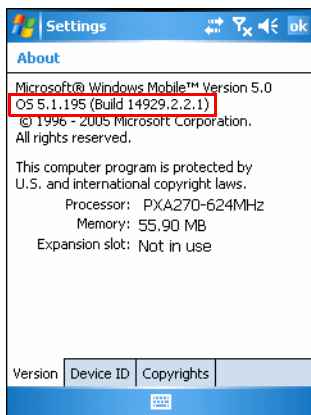 Settings
ok
About
Microsoft® Windows Mobile™ Version 5.0
OS 5.1.195 (Build 14929.2.2.1)
© 1996 - 2005 Microsoft Corporation.
All rights reserved.
This computer program is protected by
U.S. and international copyright laws.
Processor: PXA270-624MHz
Memory: 55.90 MB
Expansion slot: Not in use
Version Device ID Copyrights